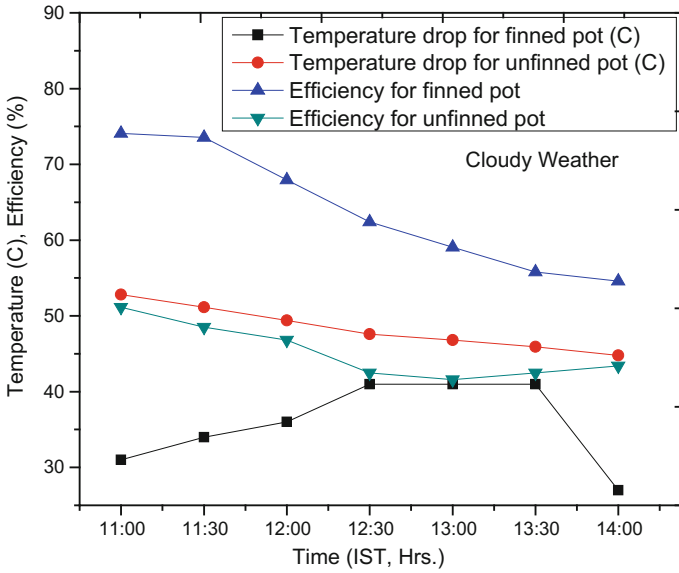 90
80
70
60
50
40
30
Temperature (C), Efficiency (%)
Temperature drop for finned pot (C)
Temperature drop for unfinned pot (C)
Efficiency for finned pot
Efficiency for unfinned pot
Cloudy Weather
11:00 11:30 12:00 12:30 13:00 13:30 14:00
Time (IST, Hrs.)